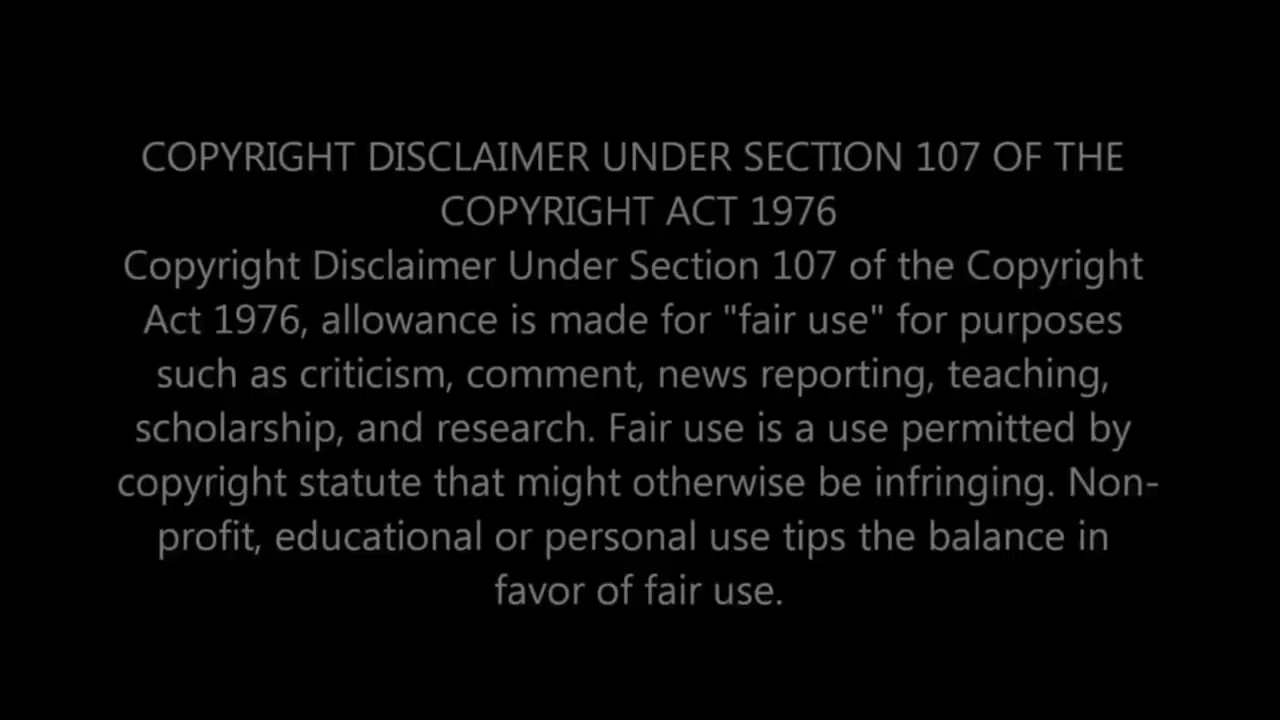 COPYRIGHT DISCLAIMER UNDER SECTION 107 OF THE
COPYRIGHT ACT 1976
Copyright Disclaimer Under Section 107 of the Copyright
Act 1976, allowance is made for "fair use" for purposes
such as criticism, comment, news reporting, teaching,
scholarship, and research. Fair use is a use permitted by
copyright statute that might otherwise be infringing. Non-
profit, educational or personal use tips the balance in
favor of fair use.